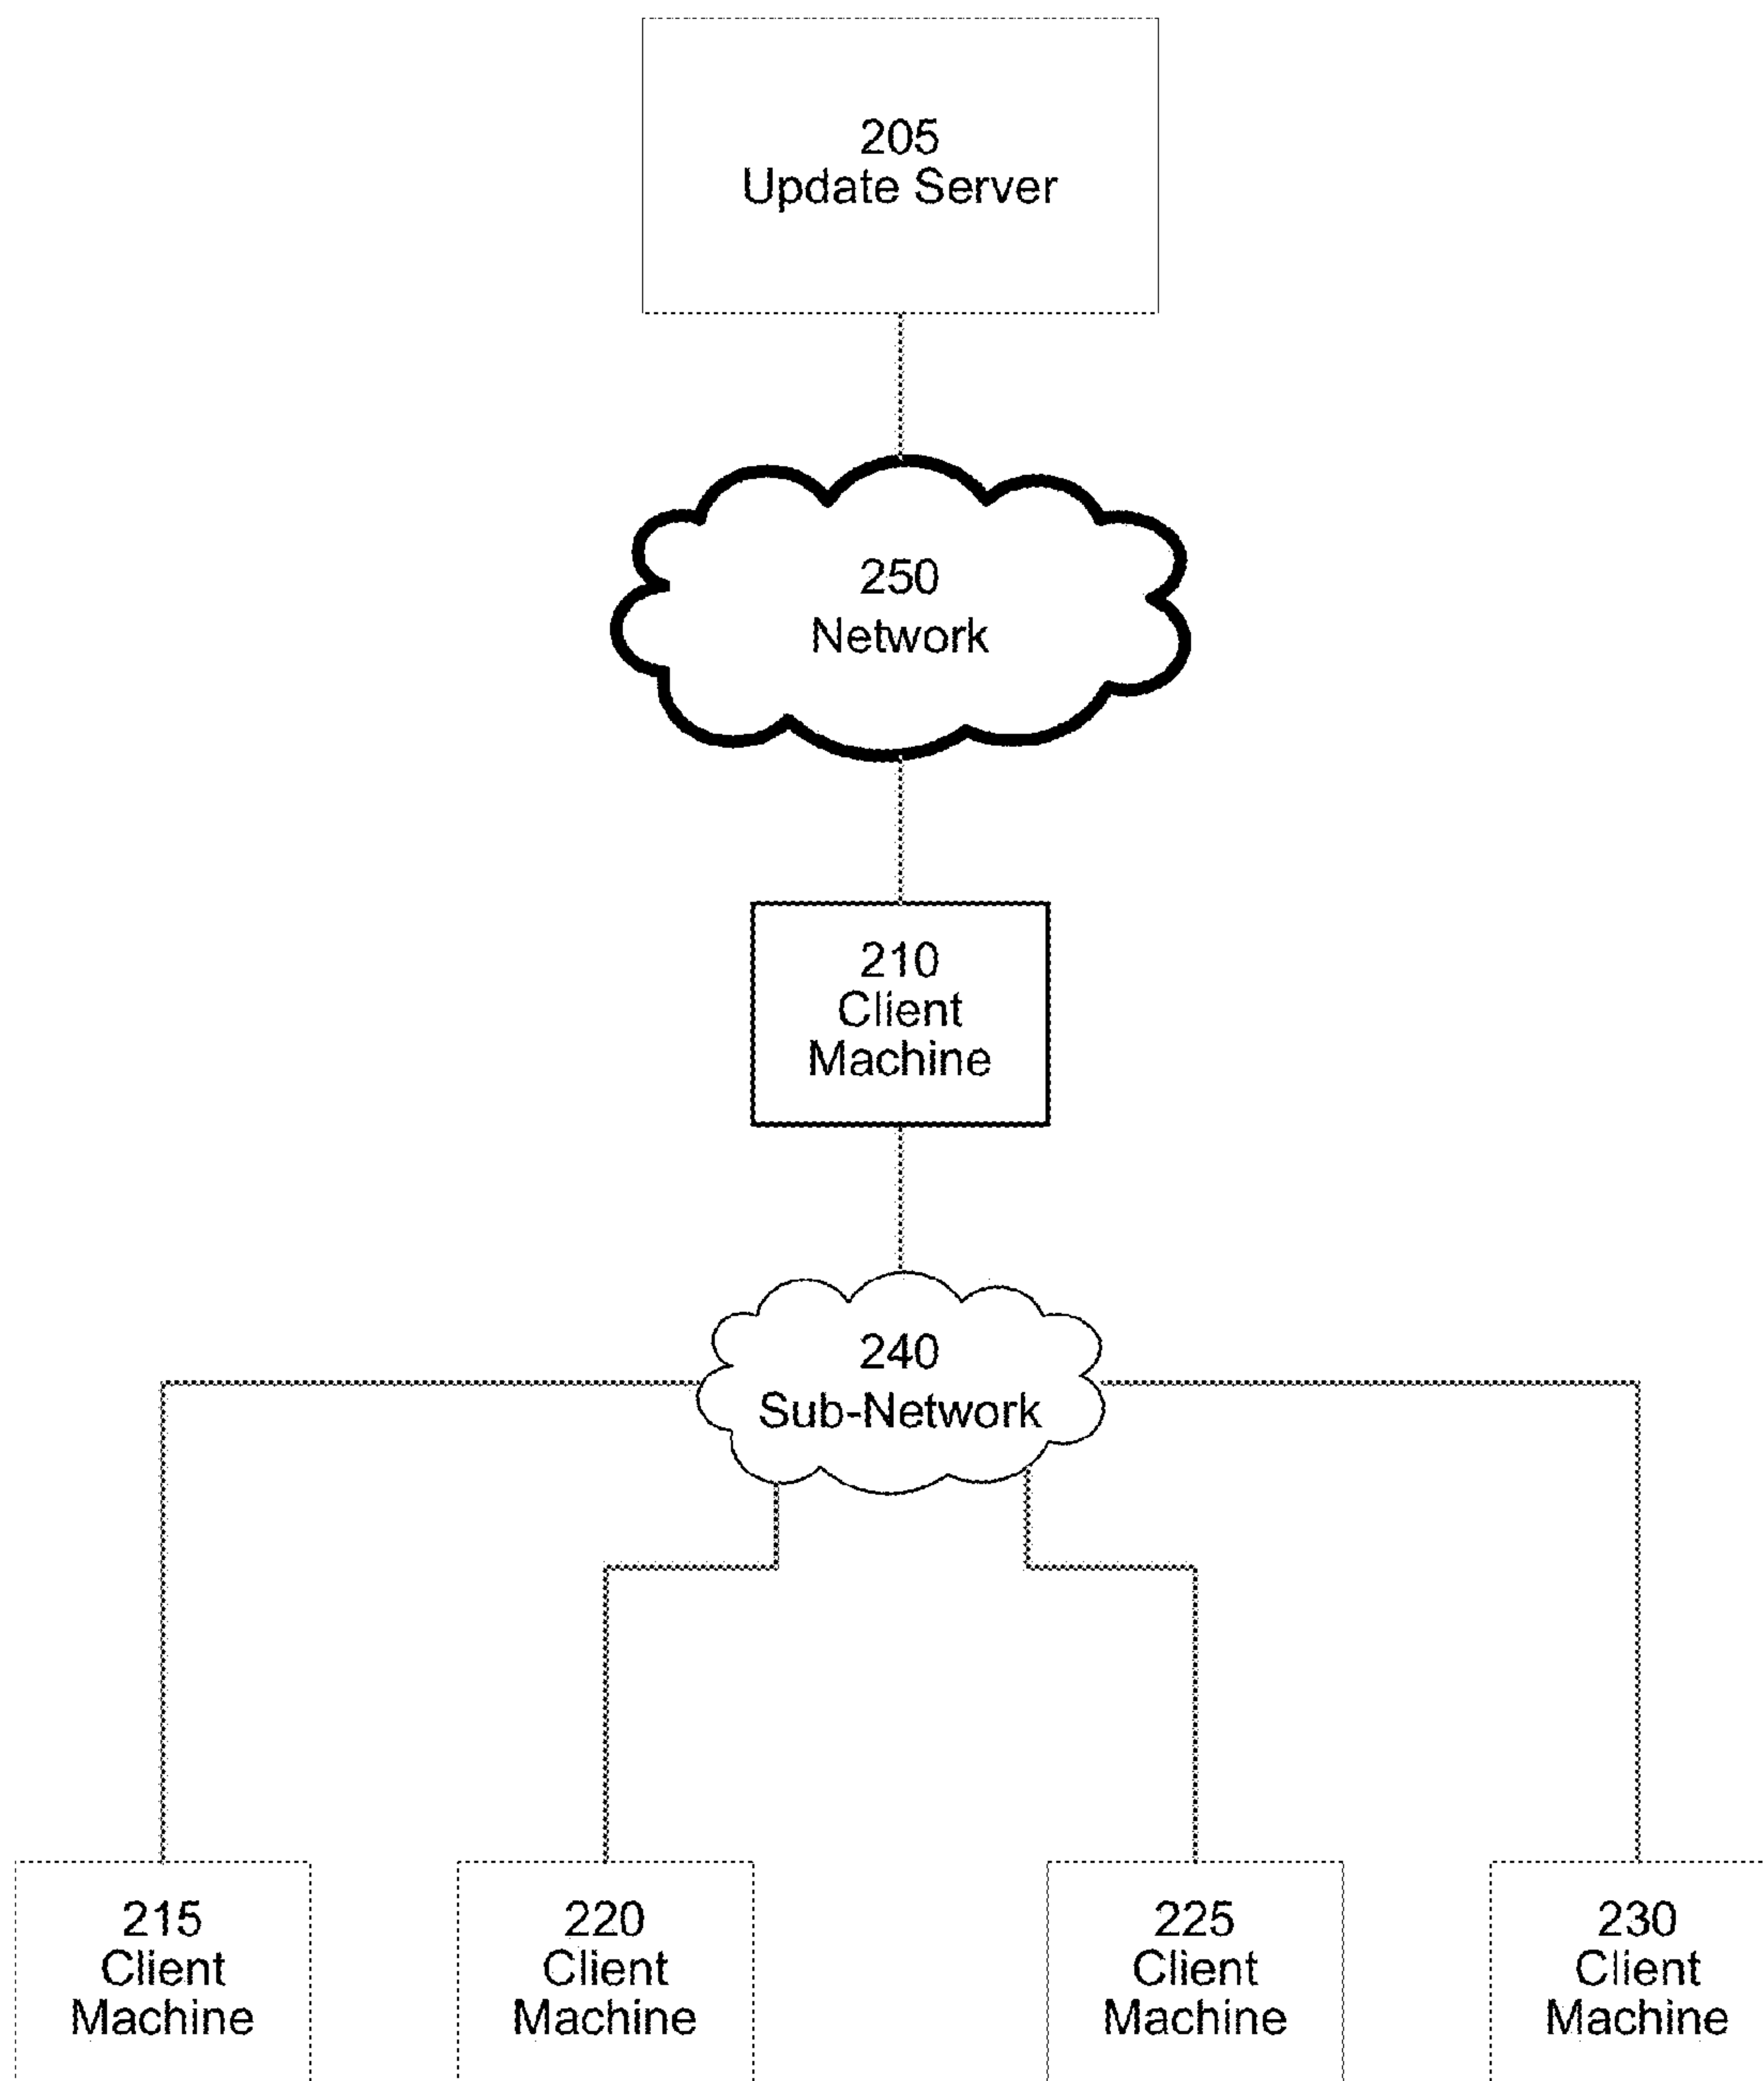 205
Update Server
250
Network
210
Client
Machine
240
Sub-Network
215
Client
Machine
220
Client
Machine
225
Client
Machine
230
Client
Machine